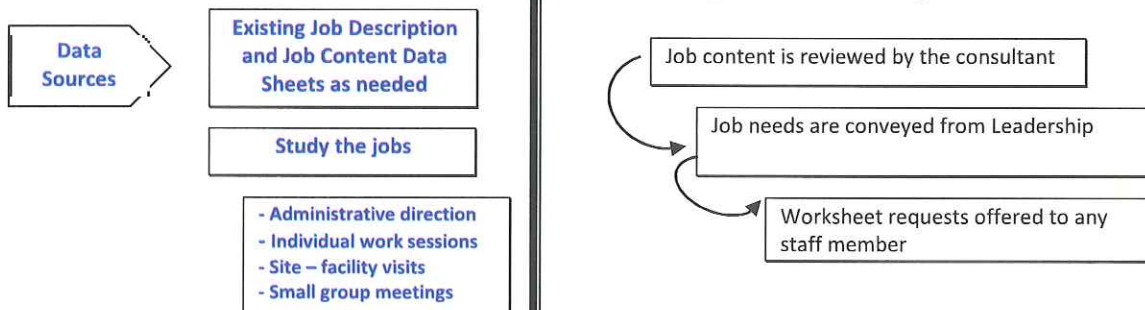 Data
Sources
Existing Job Description
and Job Content Data
Sheets as needed
Study the jobs
- Administrative direction
- Individual work sessions
- Site – facility visits
- Small group meetings
Job content is reviewed by the consultant
Job needs are conveyed from Leadership
Worksheet requests offered to any
staff member